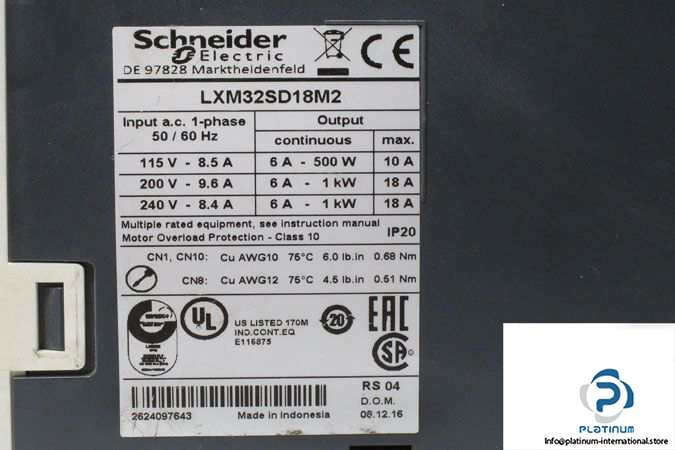 Schneider
Electric
DE 97828 Marktheidenfeld
CE
LXM32SD18M2
Input a.c. 1-phase
50 / 60 Hz
Output
continuous
max.
115 V - 8.5 A
6 A - 500 W
10 A
200 V - 9.6 A
6 A - 1 kW
18 A
240 V - 8.4 A
6 A - 1 kW
18 A
Multiple rated equipment, see instruction manual
Motor Overload Protection - Class 10
IP20
CN1, CN10: Cu AWG10 75°C 6.0 lb.in 0.68 Nm
CN8: Cu AWG12 75°C 4.5 lb.in 0.51 Nm
UL
US LISTED 170M
IND.CONT.EQ
E116875
20
EAC
SA
RS 04
D.O.M.
06.12.16
2624097643
Made in Indonesia
PLATINUM
Info@platinum-international.store